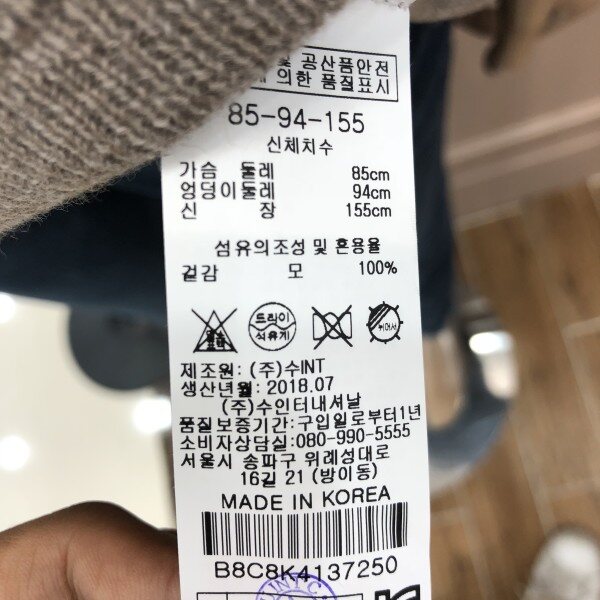 및 공산품안전
에 의한 품질표시
85-94-155
신체치수
가슴 둘레 85cm
엉덩이둘레 94cm
신 장 155cm
섬유의조성 및 혼용율
겉감 모 100%
드라이
석유계
뉘어서
제조원: (주)수INT
생산년월: 2018.07
(주)수인터내셔날
품질보증기간:구입일로부터1년
소비자상담실:080-990-5555
서울시 송파구 위례성대로
16길 21 (방이동)
MADE IN KOREA
B8C8K4137250